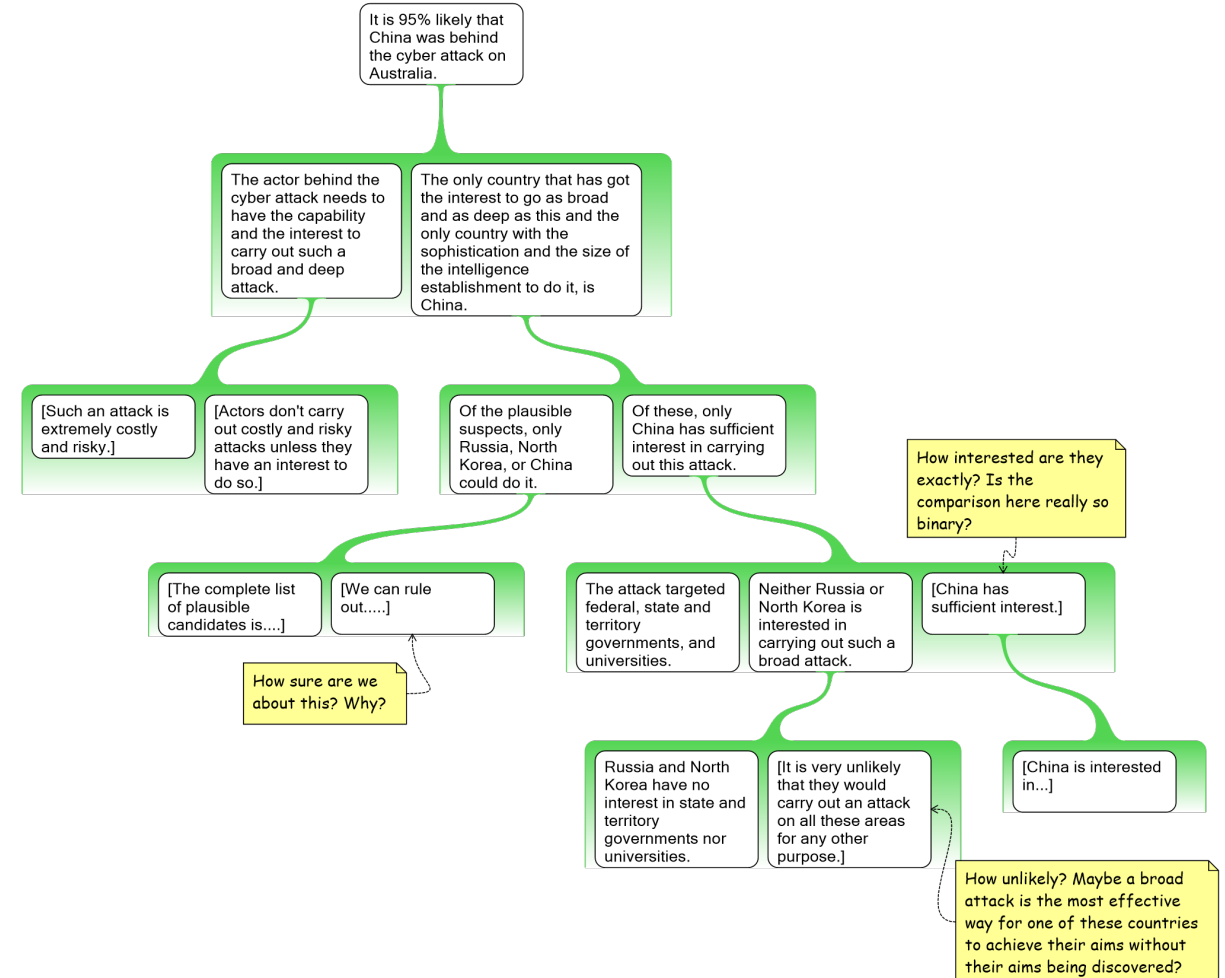 It is 95% likely that
China was behind
the cyber attack on
Australia.
The actor behind the
cyber attack needs to
have the capability
and the interest to
carry out such a
broad and deep
attack.
The only country that has got
the interest to go as broad
and as deep as this and the
only country with the
sophistication and the size of
the intelligence
establishment to do it, is
China.
[Such an attack is
extremely costly
and risky.]
[Actors don't carry
out costly and risky
attacks unless they
have an interest to
do so.]
Of the plausible
suspects, only
Russia, North
Korea, or China
could do it.
Of these, only
China has sufficient
interest in carrying
out this attack.
How interested are they
exactly? Is the
comparison here really so
binary?
[The complete list
of plausible
candidates is....]
[We can rule
out.....]
The attack targeted
federal, state and
territory
governments, and
universities.
Neither Russia or
North Korea is
interested in
carrying out such a
broad attack.
[China has
sufficient interest.]
How sure are we
about this? Why?
Russia and North
Korea have no
interest in state and
territory
governments nor
universities.
[It is very unlikely
that they would
carry out an attack
on all these areas
for any other
purpose.]
[China is interested
in...]
How unlikely? Maybe a broad
attack is the most effective
way for one of these countries
to achieve their aims without
their aims being discovered?